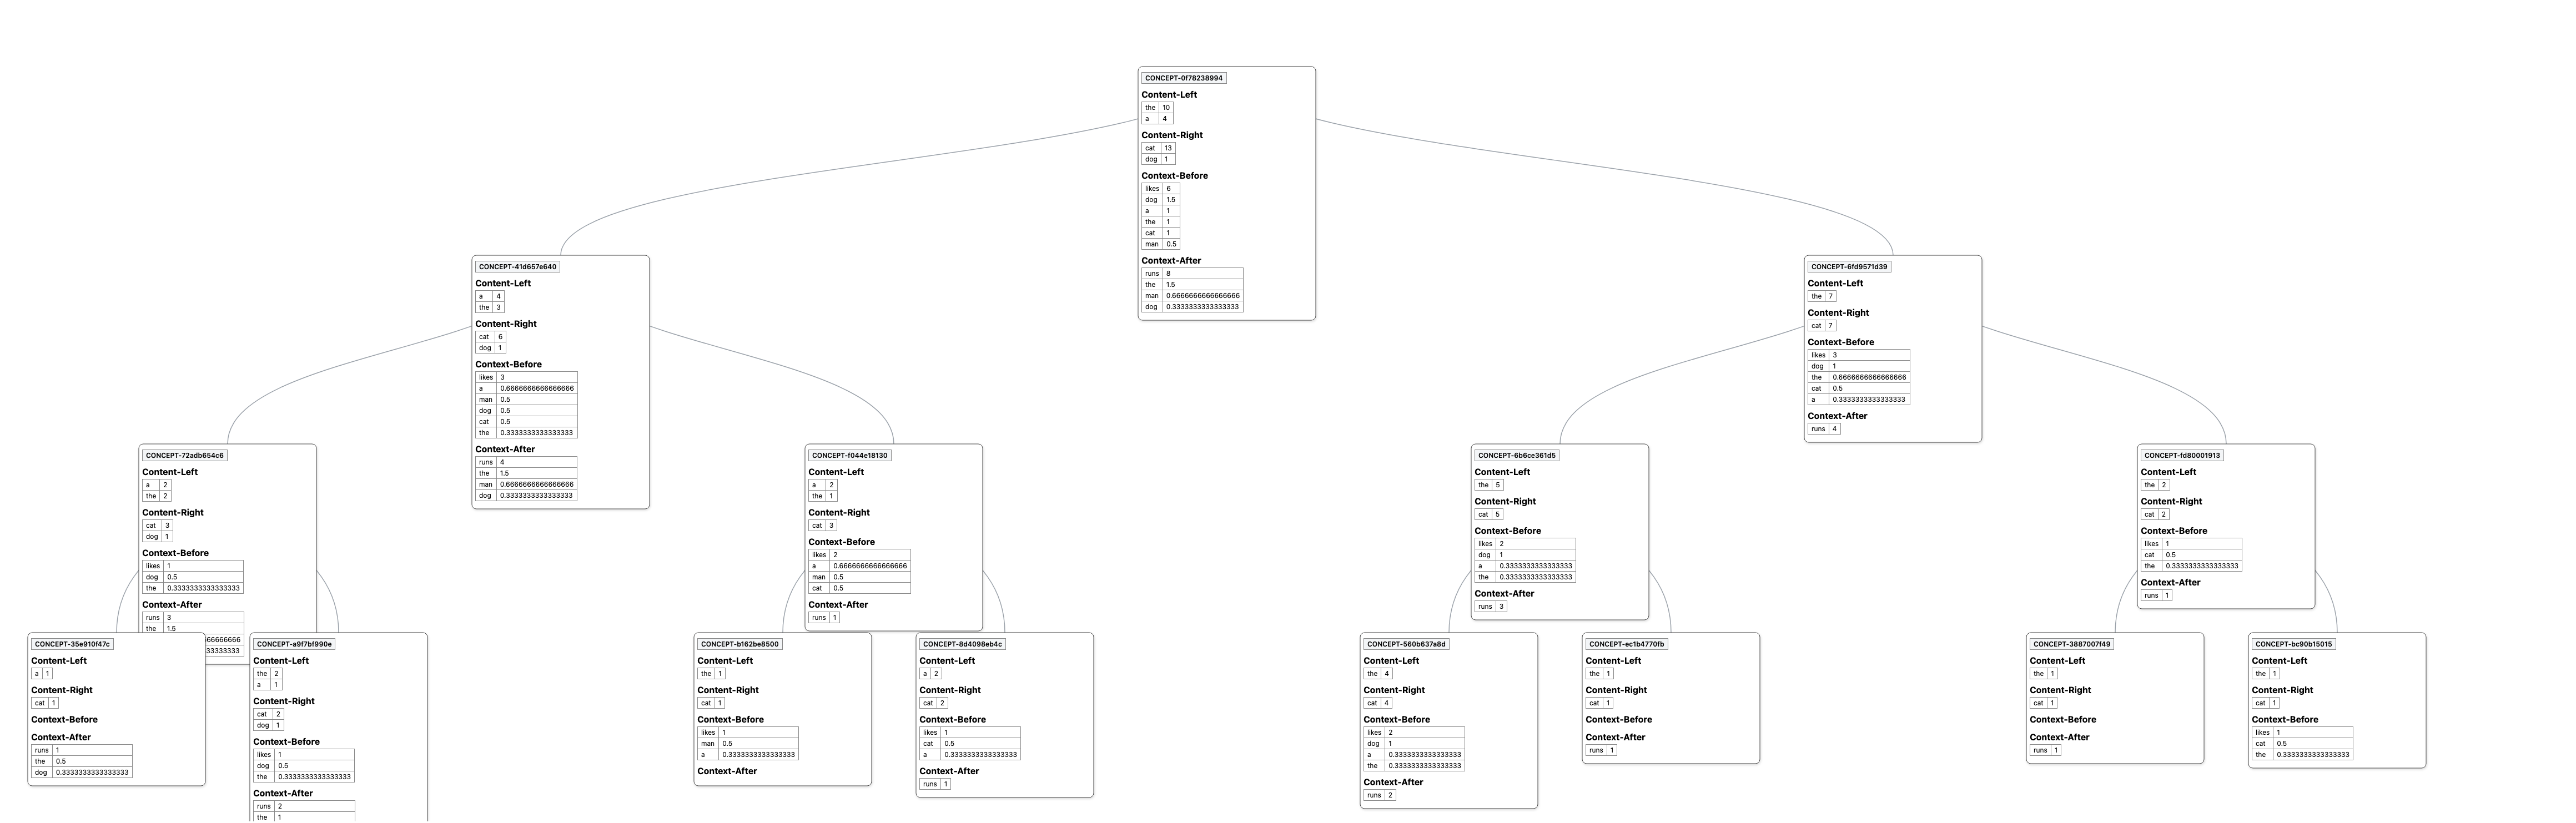 CONCEPT-0f78238994
Content-Left
the 10
a 4
Content-Right
cat 13
dog 1
Context-Before
likes 6
dog 1.5
a 1
the 1
cat 1
man 0.5
Context-After
runs 8
the 1.5
man 0.6666666666666666
dog 0.3333333333333333
CONCEPT-41d657e640
Content-Left
a 4
the 3
Content-Right
cat 6
dog 1
Context-Before
likes 3
a 0.6666666666666666
man 0.5
dog 0.5
cat 0.5
the 0.3333333333333333
Context-After
runs 4
the 1.5
man 0.6666666666666666
dog 0.3333333333333333
CONCEPT-6fd9571d39
Content-Left
the 7
Content-Right
cat 7
Context-Before
likes 3
dog 1
the 0.6666666666666666
cat 0.5
a 0.3333333333333333
Context-After
runs 4
CONCEPT-72adb654c6
Content-Left
a 2
the 2
Content-Right
cat 3
dog 1
Context-Before
likes 1
dog 0.5
the 0.3333333333333333
Context-After
runs 3
the 1.5
CONCEPT-f044e18130
Content-Left
a 2
the 1
Content-Right
cat 3
Context-Before
likes 2
a 0.6666666666666666
man 0.5
cat 0.5
Context-After
runs 1
CONCEPT-6b6ce361d5
Content-Left
the 5
Content-Right
cat 5
Context-Before
likes 2
dog 1
a 0.3333333333333333
the 0.3333333333333333
Context-After
runs 3
CONCEPT-fd80001913
Content-Left
the 2
Content-Right
cat 2
Context-Before
likes 1
cat 0.5
the 0.3333333333333333
Context-After
runs 1
CONCEPT-35e910f47c
Content-Left
a 1
Content-Right
cat 1
Context-Before
Context-After
runs 1
the 0.5
dog 0.3333333333333333
CONCEPT-a9f7bf990e
Content-Left
the 2
a 1
Content-Right
cat 2
dog 1
Context-Before
likes 1
dog 0.5
the 0.3333333333333333
Context-After
runs 2
the 1
CONCEPT-b162be8500
Content-Left
the 1
Content-Right
cat 1
Context-Before
likes 1
man 0.5
a 0.3333333333333333
Context-After
CONCEPT-8d4098eb4c
Content-Left
a 2
Content-Right
cat 2
Context-Before
likes 1
cat 0.5
a 0.3333333333333333
Context-After
runs 1
CONCEPT-560b637a8d
Content-Left
the 4
Content-Right
cat 4
Context-Before
likes 2
dog 1
a 0.3333333333333333
the 0.3333333333333333
Context-After
runs 2
CONCEPT-ec1b4770fb
Content-Left
the 1
Content-Right
cat 1
Context-Before
Context-After
runs 1
CONCEPT-3887007f49
Content-Left
the 1
Content-Right
cat 1
Context-Before
Context-After
runs 1
CONCEPT-bc90b15015
Content-Left
the 1
Content-Right
cat 1
Context-Before
likes 1
cat 0.5
the 0.3333333333333333